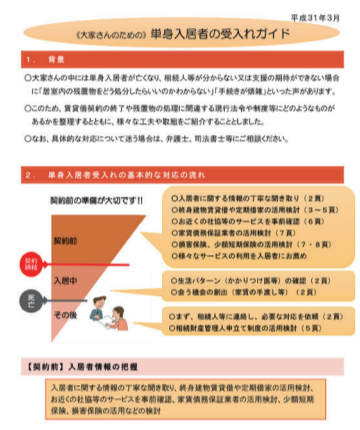 平成31年3月
《大家さんのための》単身入居者の受入れガイド
1. 背景
○大家さんの中には単身入居者が亡くなり、相続人等が分からない又は支援の期待ができない場合
に「居室内の残置物をどう処分したらいいのかわからない」「手続きが煩雑」といった声があります。
○このため、賃貸借契約の終了や残置物の処理に関連する現行法令や制度等にどのようなものが
あるかを整理するとともに、様々な工夫や取組をご紹介することとしました。
○なお、具体的な対応について迷う場合は、弁護士、司法書士等にご相談ください。
2. 単身入居者受入れの基本的な対応の流れ
契約前の準備が大切です!!
契約前
○入居者に関する情報の丁寧な聞き取り（2頁）
○終身建物賃貸借や定期借家の活用検討（3～5頁）
○お近くの社協等のサービスを事前確認（6頁）
○家賃債務保証業者の活用検討（7頁）
○損害保険、少額短期保険の活用検討（7・8頁）
○様々なサービスの利用を入居者にお薦め
契約
締結
入居中
○生活パターン（かかりつけ医等）の確認（2頁）
○会う機会の創出（家賃の手渡し等）（2頁）
死亡
その後
○まず、相続人等に連絡し、必要な対応を依頼（2頁）
○相続財産管理人申立て制度の活用検討（5頁）
【契約前】入居者情報の把握
入居者に関する情報の丁寧な聞き取り、終身建物賃貸借や定期借家の活用検討、
お近くの社協等のサービスを事前確認、家賃債務保証業者の活用検討、少額短期
保険、損害保険の活用などの検討